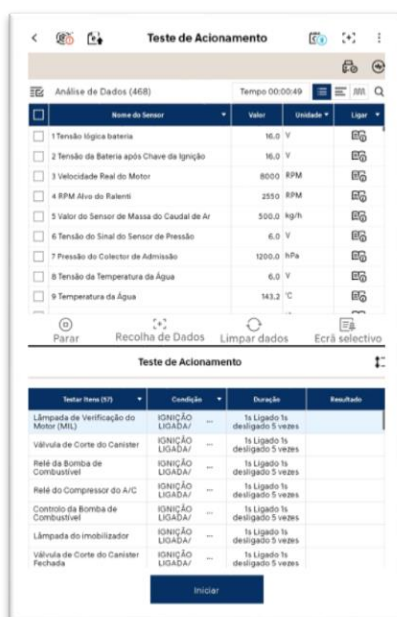 Teste de Acionamento
Análise de Dados (468) Tempo 00:00:49
Nome do Sensor Valor Unidade Ligar
1 Tensão lógica bateria 16.0 V
2 Tensão da Bateria após Chave da Ignição 16.0 V
3 Velocidade Real do Motor 8000 RPM
4 RPM Alvo do Ralenti 2550 RPM
5 Valor do Sensor de Massa do Caudal de Ar 500.0 kg/h
6 Tensão do Sinal do Sensor de Pressão 6.0 V
7 Pressão do Colector de Admissão 1200.0 hPa
8 Tensão da Temperatura da Água 6.0 V
9 Temperatura da Água 143.2 °C
Parar Recolha de Dados Limpar dados Ecrã selectivo
Teste de Acionamento
Testar Itens (57) Condição Duração Resultado
Lâmpada de Verificação do IGNIÇÃO ... 1s Ligado 1s
Motor (MIL) LIGADA/ desligado 5 vezes
Válvula de Corte do Canister IGNIÇÃO ... 1s Ligado 1s
LIGADA/ desligado 5 vezes
Relé da Bomba de IGNIÇÃO ... 1s Ligado 1s
Combustível LIGADA/ desligado 5 vezes
Relé do Compressor do A/C IGNIÇÃO ... 1s Ligado 1s
LIGADA/ desligado 5 vezes
Controlo da Bomba de IGNIÇÃO ... 1s Ligado 1s
Combustível LIGADA/ desligado 5 vezes
Lâmpada do imobilizador IGNIÇÃO ... 1s Ligado 1s
LIGADA/ desligado 5 vezes
Válvula de Corte do Canister IGNIÇÃO ... 1s Ligado 1s
Fechada LIGADA/ desligado 5 vezes
Iniciar